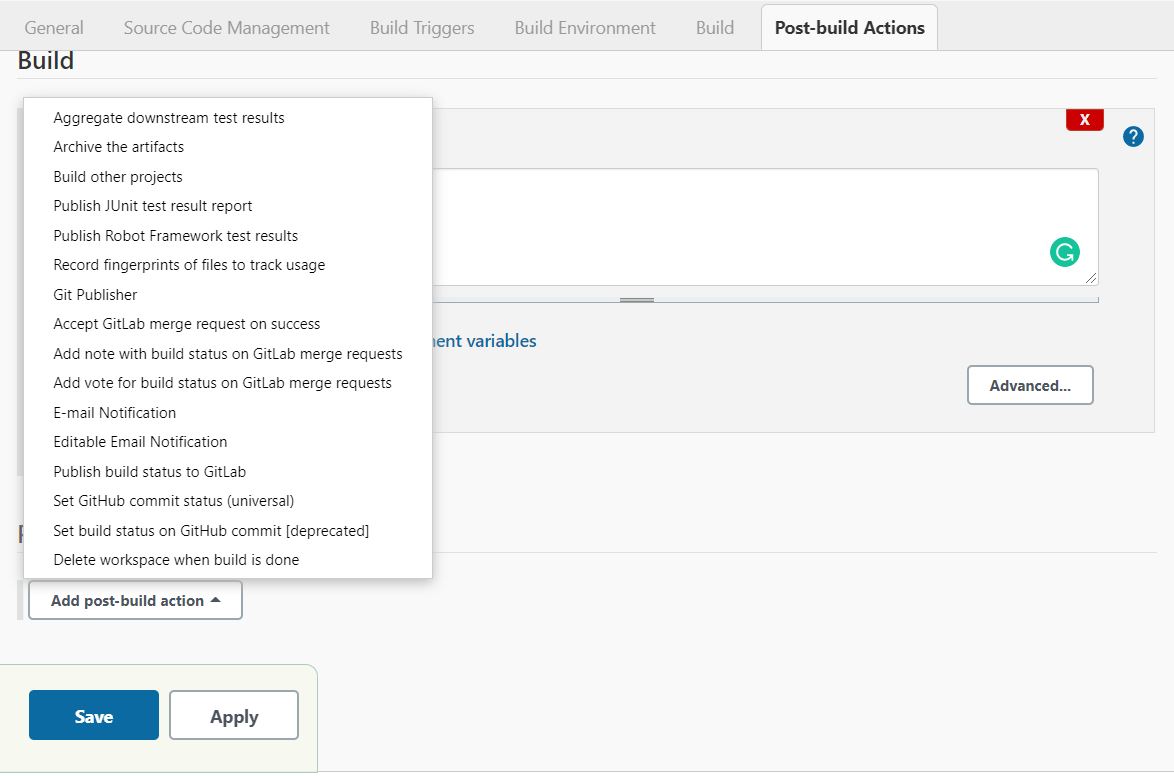 General Source Code Management Build Triggers Build Environment Build Post-build Actions
Build
Aggregate downstream test results
X
?
Archive the artifacts
Build other projects
Publish JUnit test result report
Publish Robot Framework test results
Record fingerprints of files to track usage
Git Publisher
Accept GitLab merge request on success
variables
Add note with build status on GitLab merge requests
Add vote for build status on GitLab merge requests
Advanced...
E-mail Notification
Editable Email Notification
Publish build status to GitLab
Set GitHub commit status (universal)
Set build status on GitHub commit [deprecated]
Delete workspace when build is done
Add post-build action
Save Apply